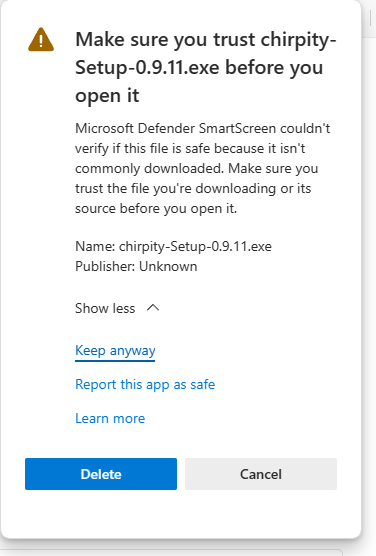 Make sure you trust chirpity-
Setup-0.9.11.exe before you
open it
Microsoft Defender SmartScreen couldn't
verify if this file is safe because it isn't
commonly downloaded. Make sure you
trust the file you're downloading or its
source before you open it.
Name: chirpity-Setup-0.9.11.exe
Publisher: Unknown
Show less
Keep anyway
Report this app as safe
Learn more
Delete
Cancel